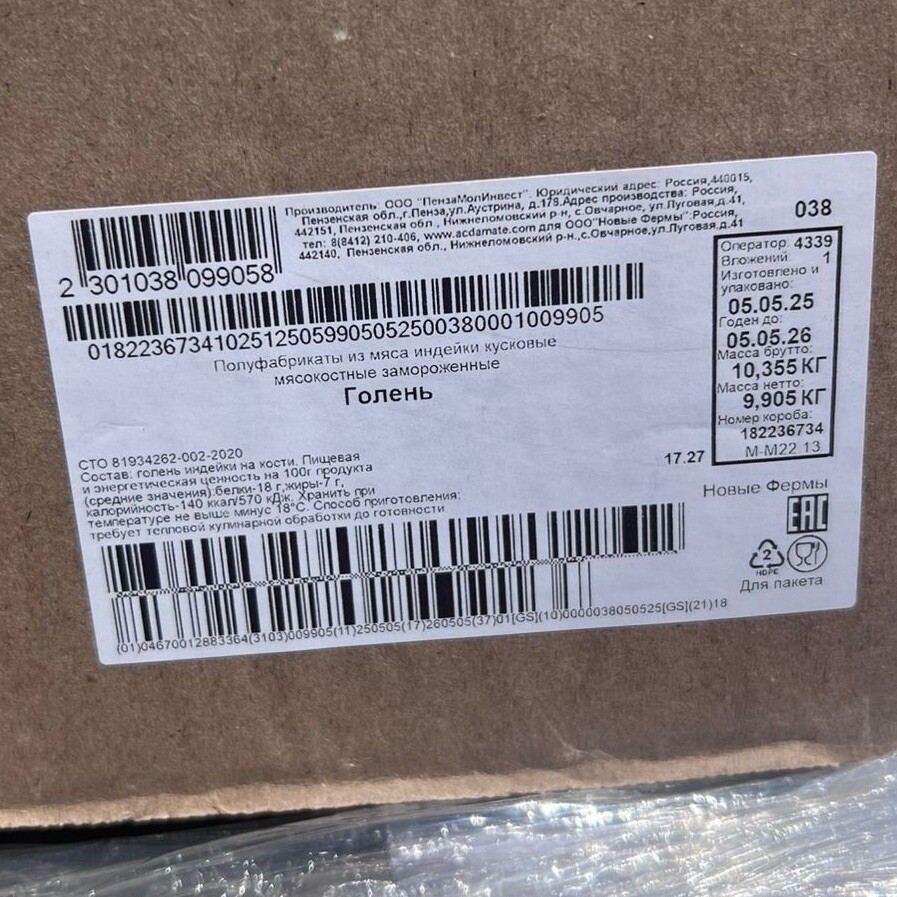 Производитель: ООО "ПензаМолИнвест". Юридический адрес: Россия,440015,
Пензенская обл.,г.Пенза,ул.Аустрина, д.178.Адрес производства: Россия,
442151, Пензенская обл., Нижнеломовский р-н, с.Овчарное, ул.Луговая,д.41,
тел: 8(8412) 210-406, www.acdamate.com для ООО"Новые Фермы":Россия,
442140, Пензенская обл., Нижнеломовский р-н.,с.Овчарное,ул.Луговая,д.41
038
2 301038 099058
01822367341025125059905052500380001009905
Полуфабрикаты из мяса индейки кусковые
мясокостные замороженные
Голень
Оператор: 4339
Вложений: 1
Изготовлено и
упаковано:
05.05.25
Годен до:
05.05.26
Масса брутто:
10,355 КГ
Масса нетто:
9,905 КГ
Номер короба:
182236734
М-М22.13
17.27
СТО 81934262-002-2020
Состав: голень индейки на кости. Пищевая
и энергетическая ценность на 100г продукта
(средние значения):белки-18 г,жиры-7 г,
калорийность-140 ккал/570 кДж. Хранить при
температуре не выше минус 18°С. Способ приготовления:
требует тепловой кулинарной обработки до готовности
Новые Фермы
EAC
2
HDPE
Для пакета
(01)04670012883364(3103)009905(11)250505(17)260505(37)01[GS](10)0000038050525[GS](21)18